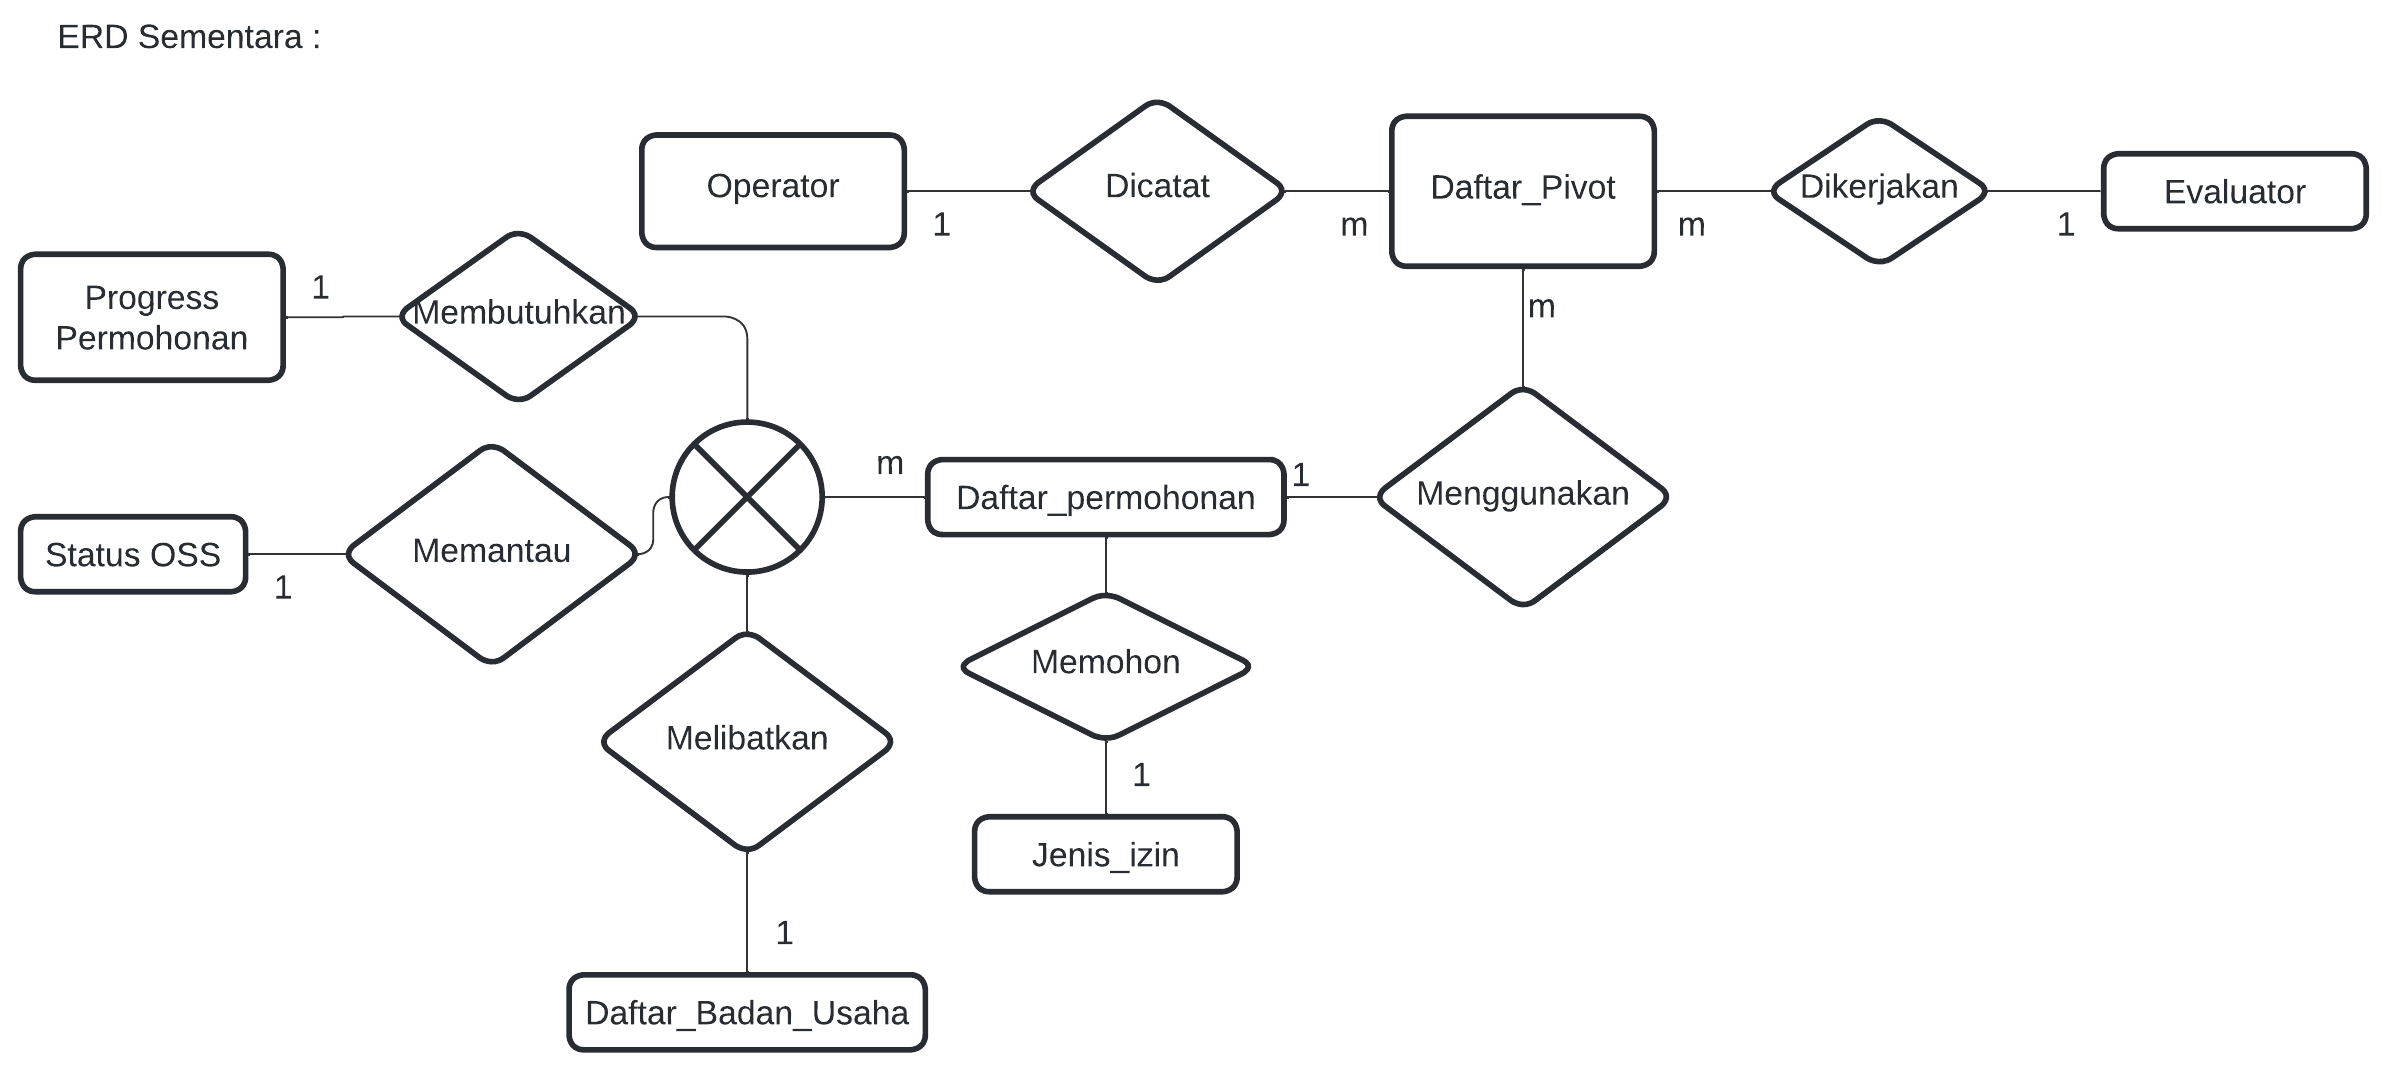 ERD Sementara :
Operator
1
Dicatat
m
Daftar_Pivot
m
Dikerjakan
1
Evaluator
Progress
Permohonan
1
Membutuhkan
m
Status OSS
1
Memantau
m
Daftar_permohonan
1
Menggunakan
Melibatkan
Memohon
1
Jenis_izin
1
Daftar_Badan_Usaha